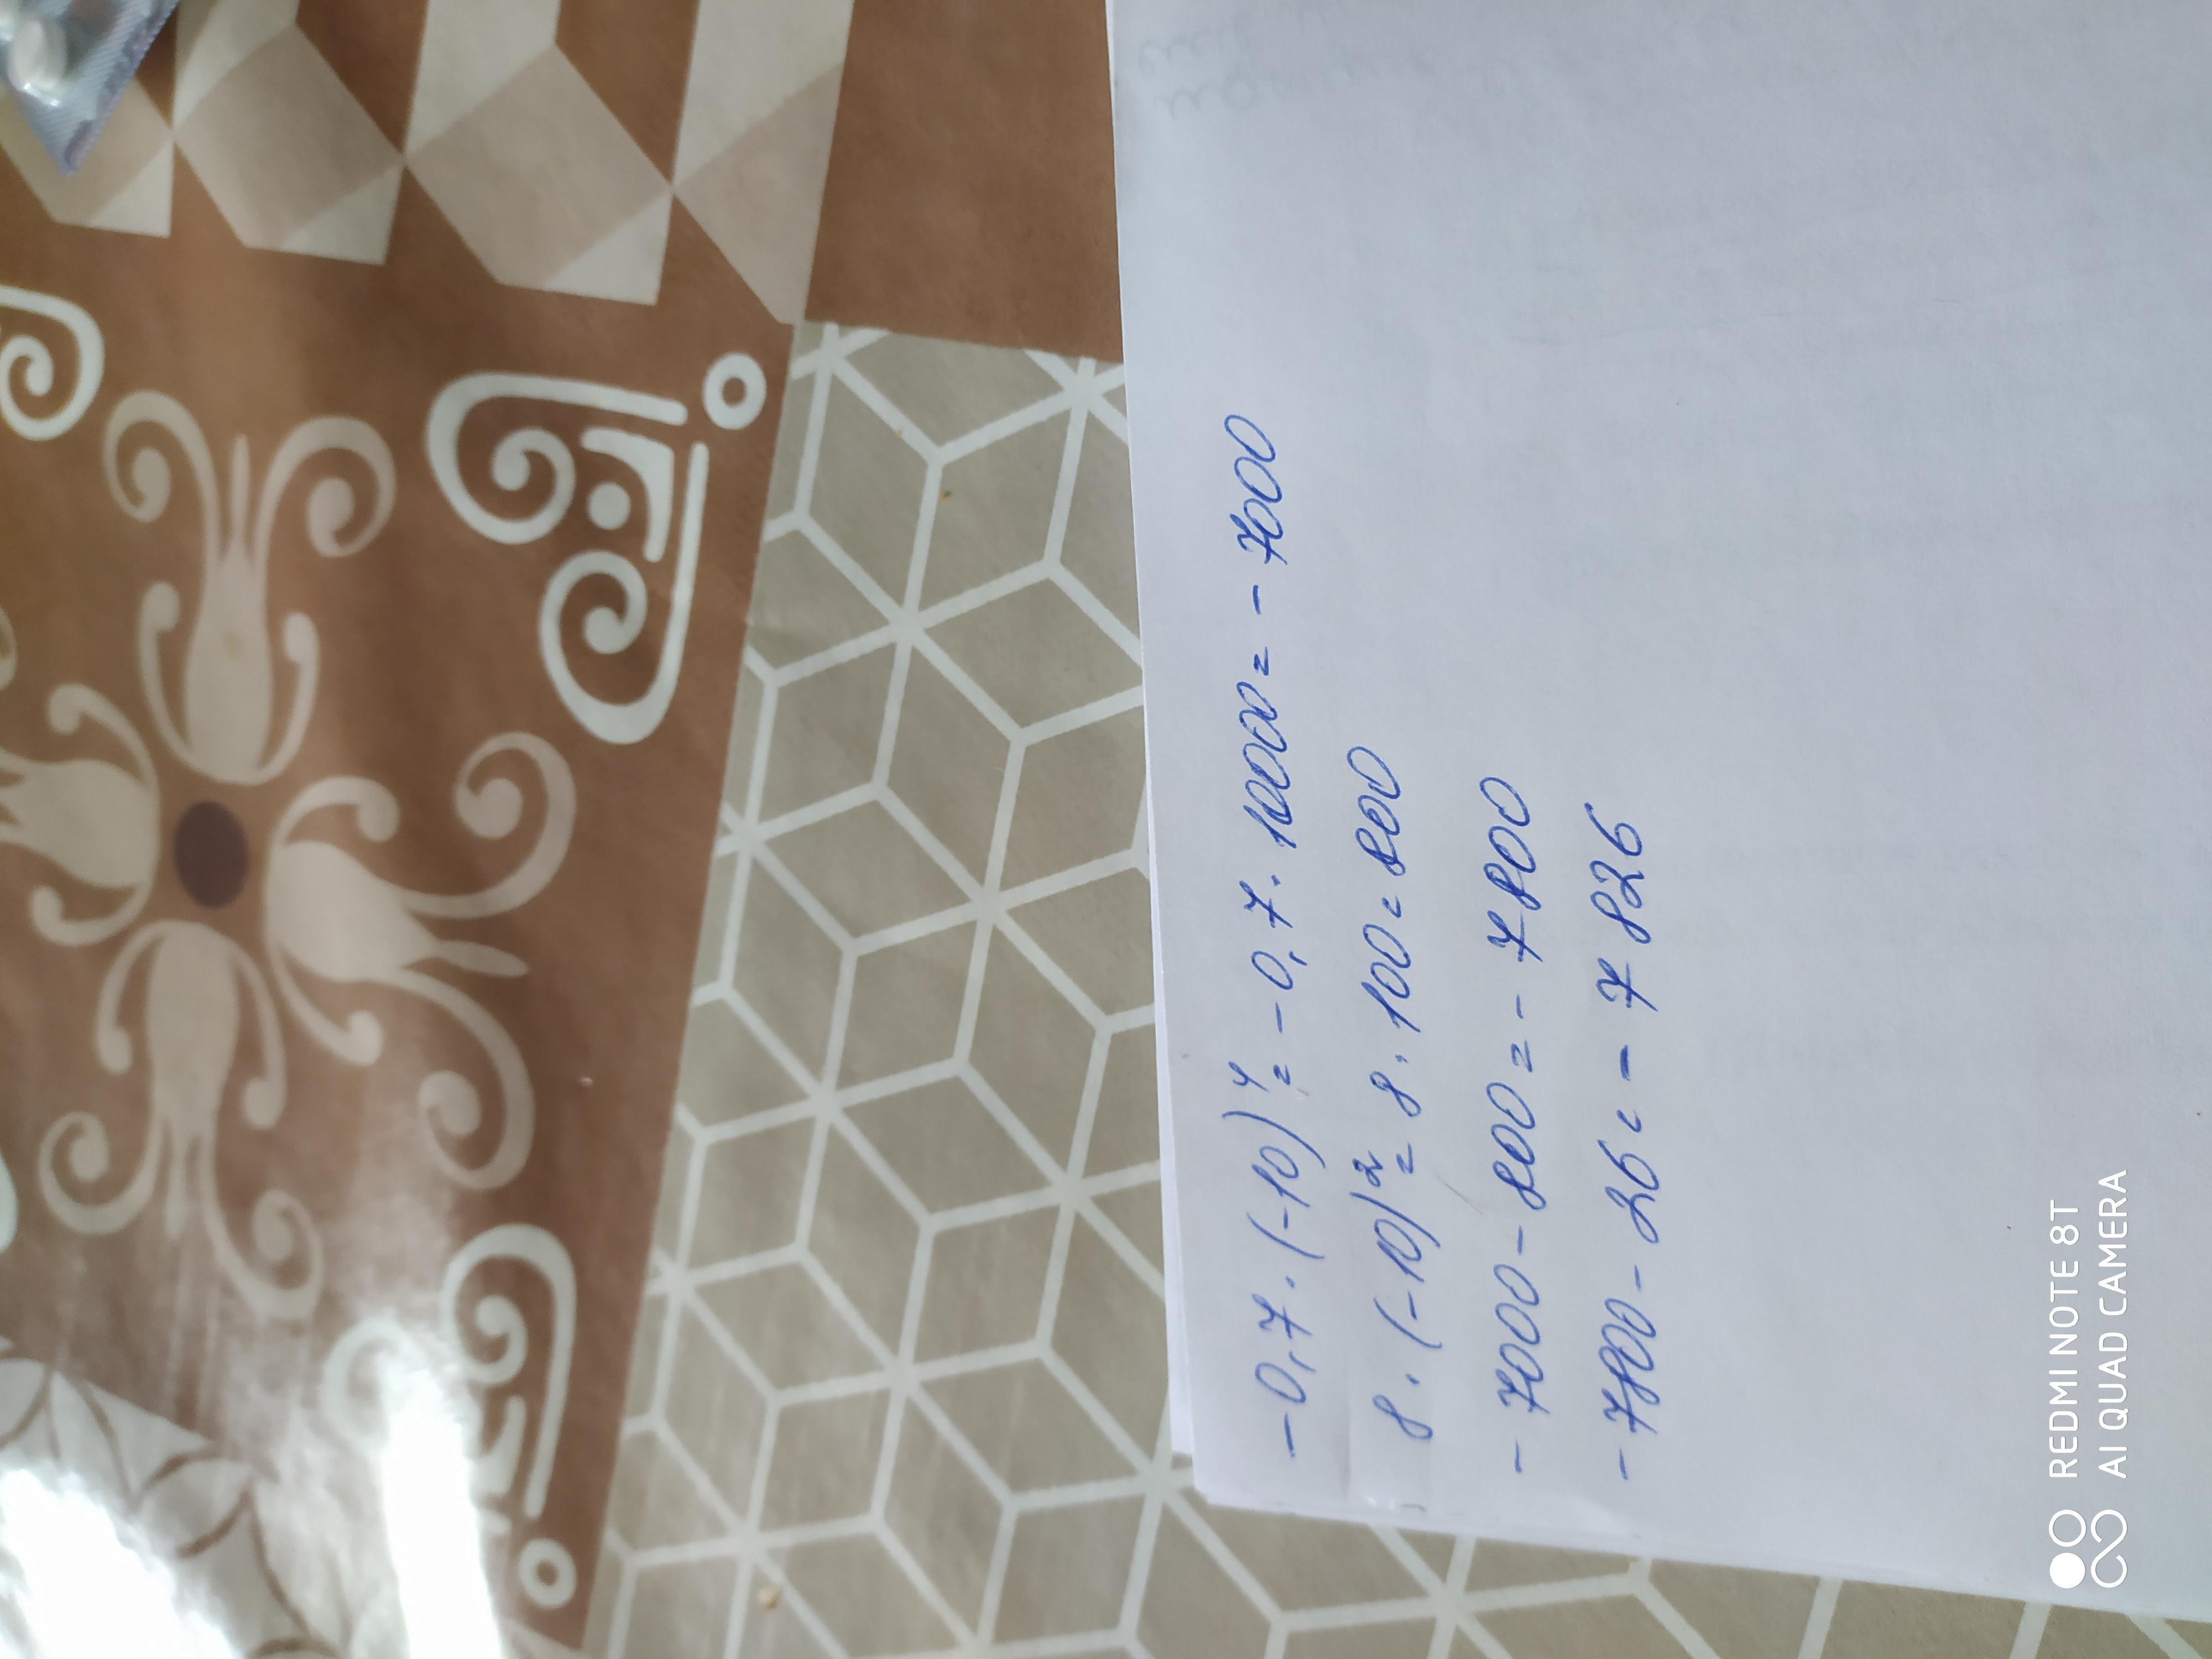 -0,7·(-10)⁴=-0,7·10000=-7000
8·(-10)²=8·100=800
-7000-800=-7800
-7800-26=-7826
REDMI NOTE 8T
AI QUAD CAMERA